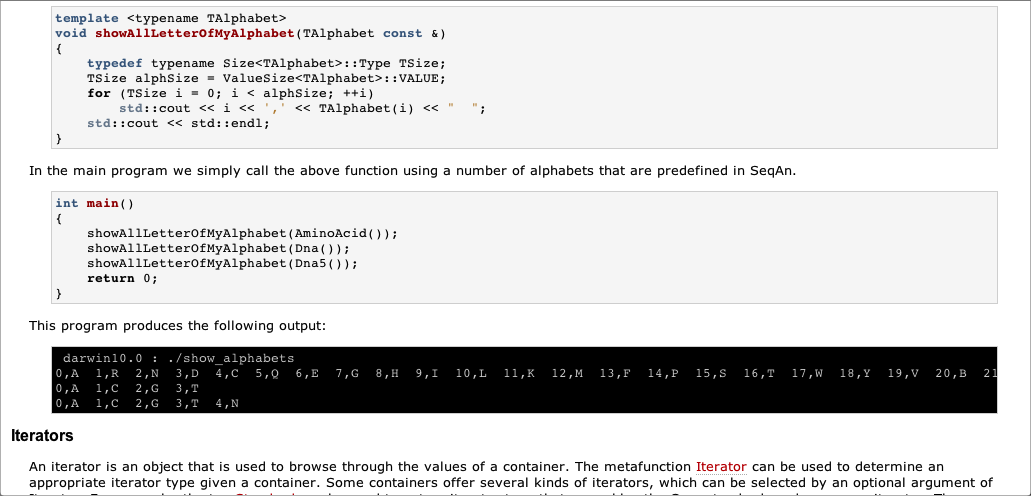 template <typename TAlphabet>
void showAllLetterOfMyAlphabet(TAlphabet const &)
{
    typedef typename Size<TAlphabet>::Type TSize;
    TSize alphSize = ValueSize<TAlphabet>::VALUE;
    for (TSize i = 0; i < alphSize; ++i)
        std::cout << i << ',' << TAlphabet(i) << "  ";
    std::cout << std::endl;
}
In the main program we simply call the above function using a number of alphabets that are predefined in SeqAn.
int main()
{
    showAllLetterOfMyAlphabet(AminoAcid());
    showAllLetterOfMyAlphabet(Dna());
    showAllLetterOfMyAlphabet(Dna5());
    return 0;
}
This program produces the following output:
darwin10.0 : ./show_alphabets
0,A  1,R  2,N  3,D  4,C  5,Q  6,E  7,G  8,H  9,I  10,L  11,K  12,M  13,F  14,P  15,S  16,T  17,W  18,Y  19,V  20,B  21
0,A  1,C  2,G  3,T
0,A  1,C  2,G  3,T  4,N
Iterators
An iterator is an object that is used to browse through the values of a container. The metafunction Iterator can be used to determine an
appropriate iterator type given a container. Some containers offer several kinds of iterators, which can be selected by an optional argument of